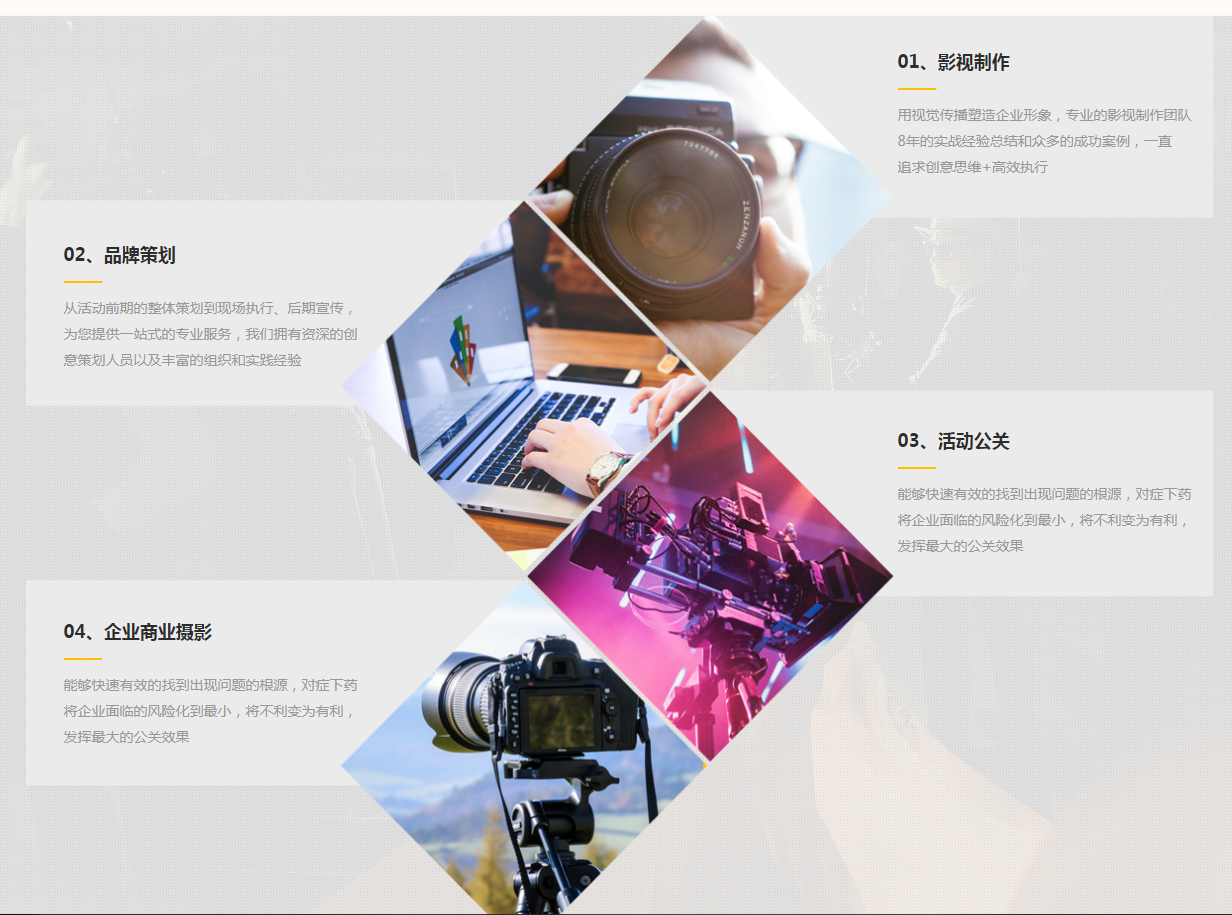 01、影视制作
用视觉传播塑造企业形象，专业的影视制作团队
8年的实战经验总结和众多的成功案例，一直
追求创意思维+高效执行
02、品牌策划
从活动前期的整体策划到现场执行、后期宣传，
为您提供一站式的专业服务，我们拥有资深的创
意策划人员以及丰富的组织和实践经验
03、活动公关
能够快速有效的找到出现问题的根源，对症下药
将企业面临的风险化到最小，将不利变为有利，
发挥最大的公关效果
04、企业商业摄影
能够快速有效的找到出现问题的根源，对症下药
将企业面临的风险化到最小，将不利变为有利，
发挥最大的公关效果
7347795
ZENZANON